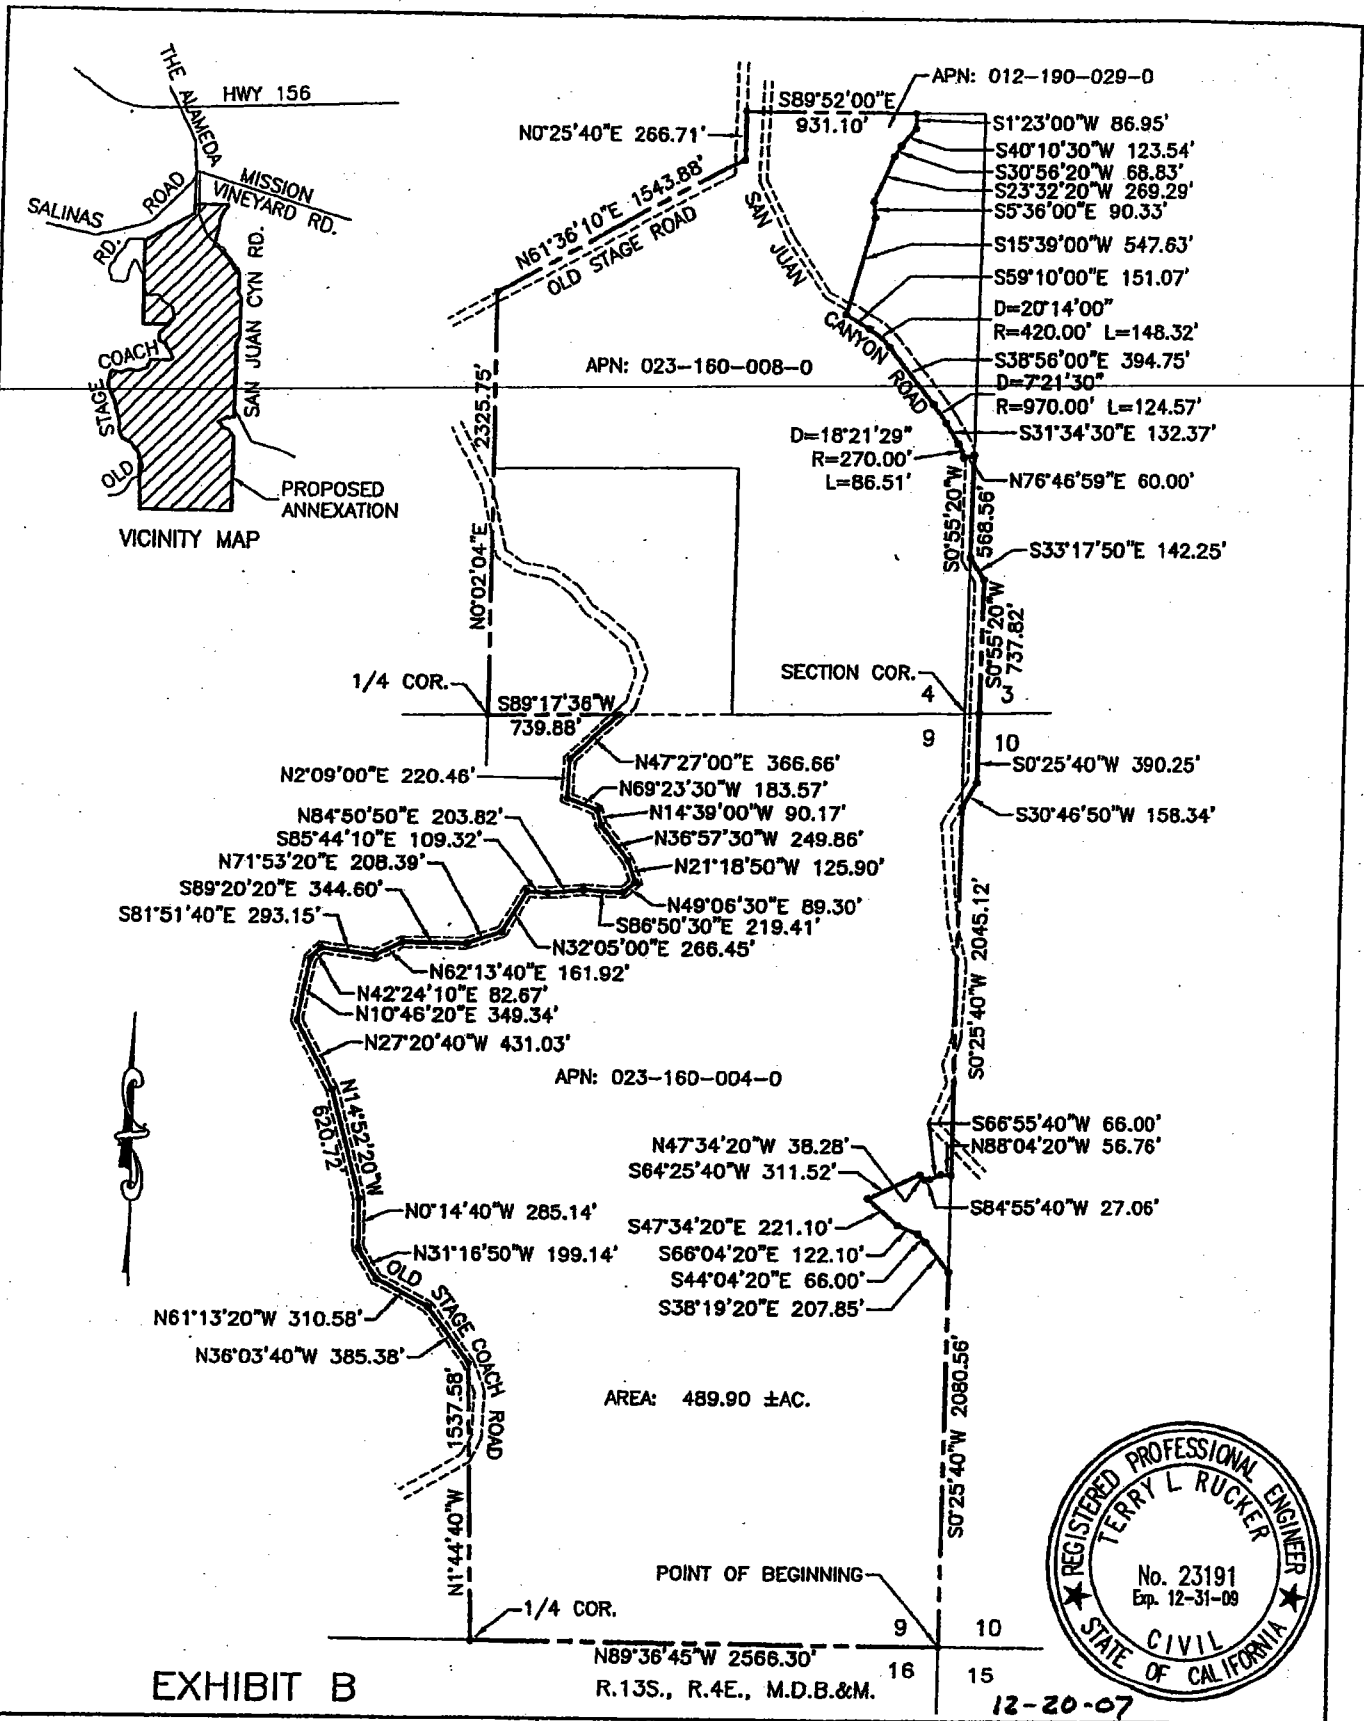 THE ALAMEDA
HWY 156
MISSION
VINEYARD RD.
SALINAS
ROAD
RD.
SAN JUAN CYN RD.
COACH
STAGE
OLD
PROPOSED
ANNEXATION
VICINITY MAP
APN: 012-190-029-0
S89°52'00"E
931.10'
N0°25'40"E 266.71'
N61°36'10"E 1543.88'
OLD STAGE ROAD
SAN JUAN
CANYON ROAD
S1°23'00"W 86.95'
S40°10'30"W 123.54'
S30°56'20"W 68.83'
S23°32'20"W 269.29'
S5°36'00"E 90.33'
S15°39'00"W 547.63'
S59°10'00"E 151.07'
D=20°14'00"
R=420.00' L=148.32'
S38°56'00"E 394.75'
D=7°21'30"
R=970.00' L=124.57'
S31°34'30"E 132.37'
D=18°21'29"
R=270.00'
L=86.51'
N76°46'59"E 60.00'
APN: 023-160-008-0
2325.75'
N0°02'04"E
S0°55'20"W
568.56'
S33°17'50"E 142.25'
S0°55'20"W
737.82'
1/4 COR.
SECTION COR.
4 3
9 10
S89°17'36"W
739.88'
S0°25'40"W 390.25'
S30°46'50"W 158.34'
N47°27'00"E 366.66'
N2°09'00"E 220.46'
N69°23'30"W 183.57'
N14°39'00"W 90.17'
N84°50'50"E 203.82'
S85°44'10"E 109.32'
N36°57'30"W 249.86'
N71°53'20"E 208.39'
N21°18'50"W 125.90'
S89°20'20"E 344.60'
N49°06'30"E 89.30'
S81°51'40"E 293.15'
S86°50'30"E 219.41'
N32°05'00"E 266.45'
N62°13'40"E 161.92'
N42°24'10"E 82.67'
N10°46'20"E 349.34'
N27°20'40"W 431.03'
S0°25'40"W 2045.12'
APN: 023-160-004-0
N14°52'20"W
620.72'
S66°55'40"W 66.00'
N47°34'20"W 38.28'
N88°04'20"W 56.76'
S64°25'40"W 311.52'
S84°55'40"W 27.06'
N0°14'40"W 285.14'
S47°34'20"E 221.10'
N31°16'50"W 199.14'
S66°04'20"E 122.10'
S44°04'20"E 66.00'
S38°19'20"E 207.85'
OLD STAGE COACH ROAD
N61°13'20"W 310.58'
N36°03'40"W 385.38'
AREA: 489.90 ±AC.
N1°44'40"W 1537.58'
S0°25'40"W 2080.56'
POINT OF BEGINNING
1/4 COR.
9 10
16 15
N89°36'45"W 2566.30'
R.13S., R.4E., M.D.B.&M.
EXHIBIT B
REGISTERED PROFESSIONAL ENGINEER
TERRY L RUCKER
No. 23191
Exp. 12-31-09
CIVIL
STATE OF CALIFORNIA
12-20-07